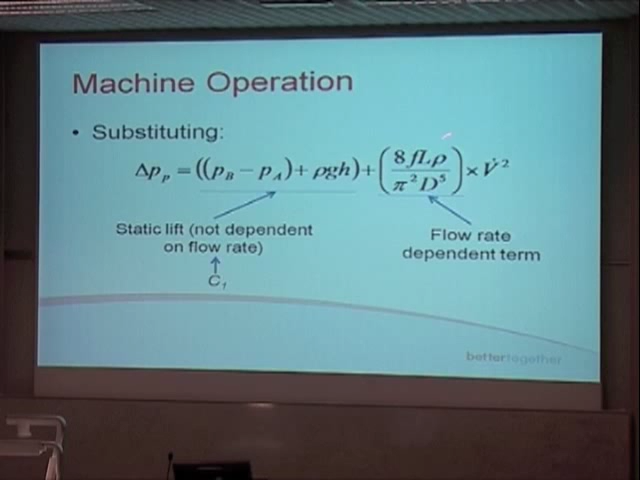 Machine Operation
• Substituting:
Δp_p = ((p_B − p_A) + ρgh) + (8fLρ / π²D⁵) × V̇²
Static lift (not dependent
on flow rate)
Flow rate
dependent term
C₁
bettertogether